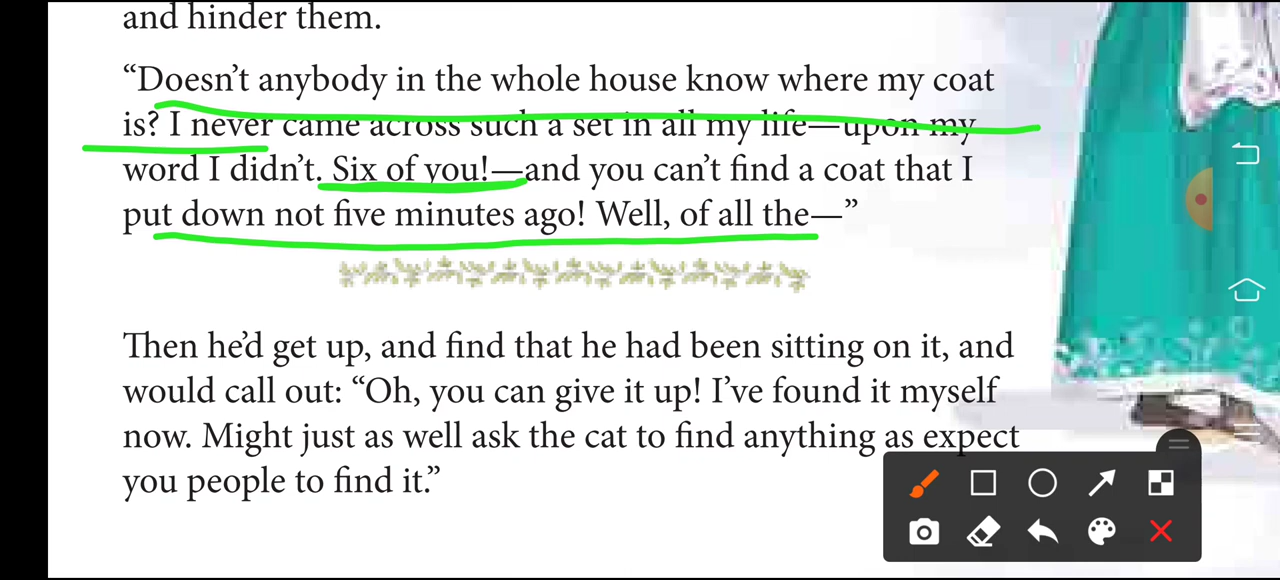 and hinder them.
“Doesn’t anybody in the whole house know where my coat
is? I never came across such a set in all my life—upon my
word I didn’t. Six of you!—and you can’t find a coat that I
put down not five minutes ago! Well, of all the—”
Then he’d get up, and find that he had been sitting on it, and
would call out: “Oh, you can give it up! I’ve found it myself
now. Might just as well ask the cat to find anything as expect
you people to find it.”